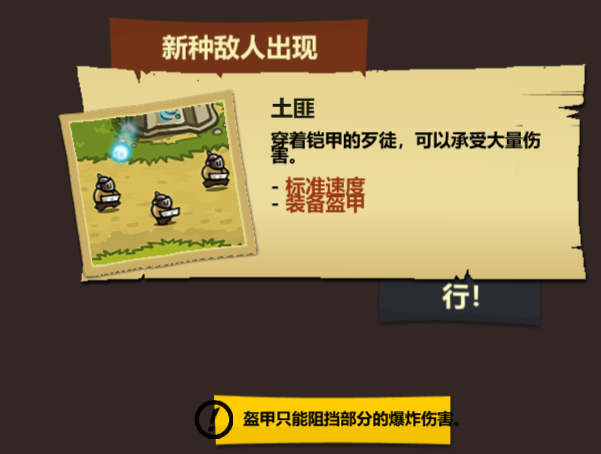 新种敌人出现
土匪
穿着铠甲的歹徒，可以承受大量伤
害。
- 标准速度
- 装备盔甲
行！
盔甲只能阻挡部分的爆炸伤害。